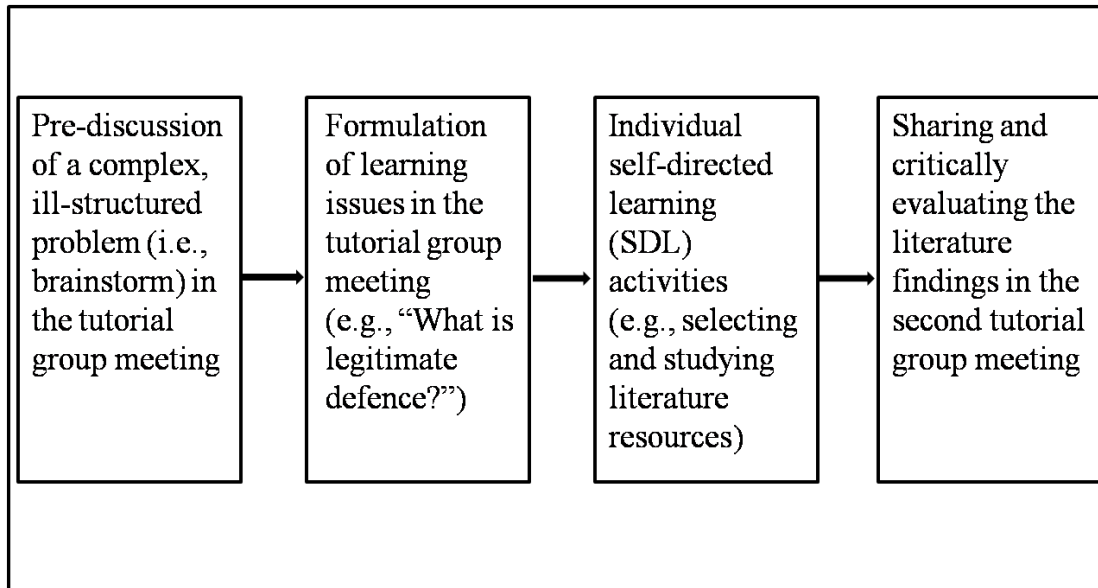 Pre-discussion
of a complex,
ill-structured
problem (i.e.,
brainstorm) in
the tutorial
group meeting
Formulation
of learning
issues in the
tutorial group
meeting
(e.g., “What is
legitimate
defence?”)
Individual
self-directed
learning
(SDL)
activities
(e.g., selecting
and studying
literature
resources)
Sharing and
critically
evaluating the
literature
findings in the
second tutorial
group meeting